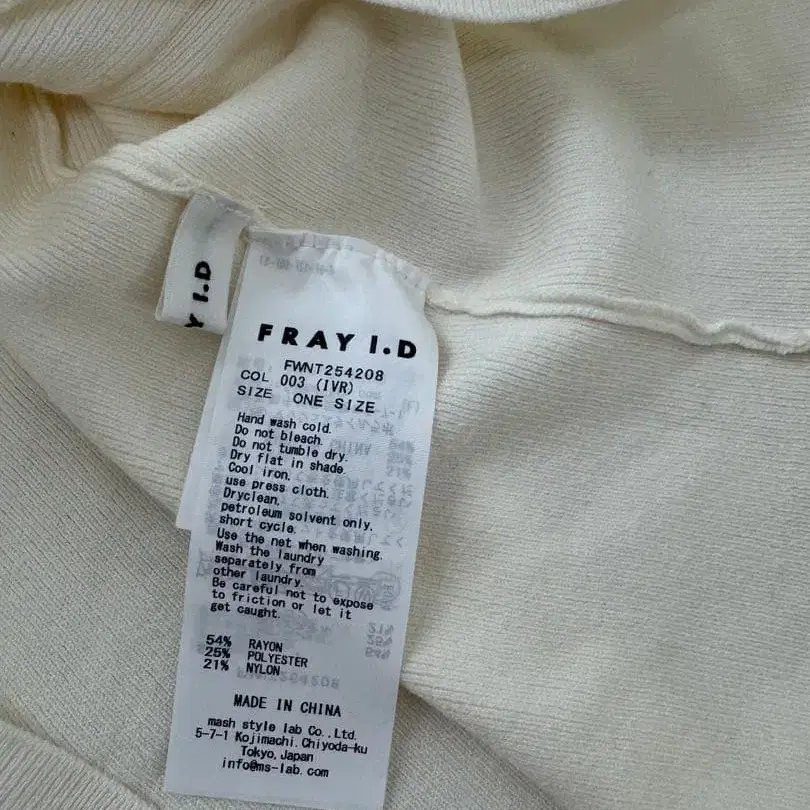 Y I.D
FRAY I.D
FWNT254208
COL 003 (IVR)
SIZE ONE SIZE
Hand wash cold.
Do not bleach.
Do not tumble dry.
Dry flat in shade.
Cool iron.
use press cloth.
Dryclean,
petroleum solvent only,
short cycle.
Use the net when washing.
Wash the laundry
separately from
other laundry.
Be careful not to expose
to friction or let it
get caught.
54% RAYON
25% POLYESTER
21% NYLON
MADE IN CHINA
mash style lab Co.,Ltd.
5-7-1 Kojimachi.Chiyoda-ku
Tokyo,Japan
info@ms-lab.com